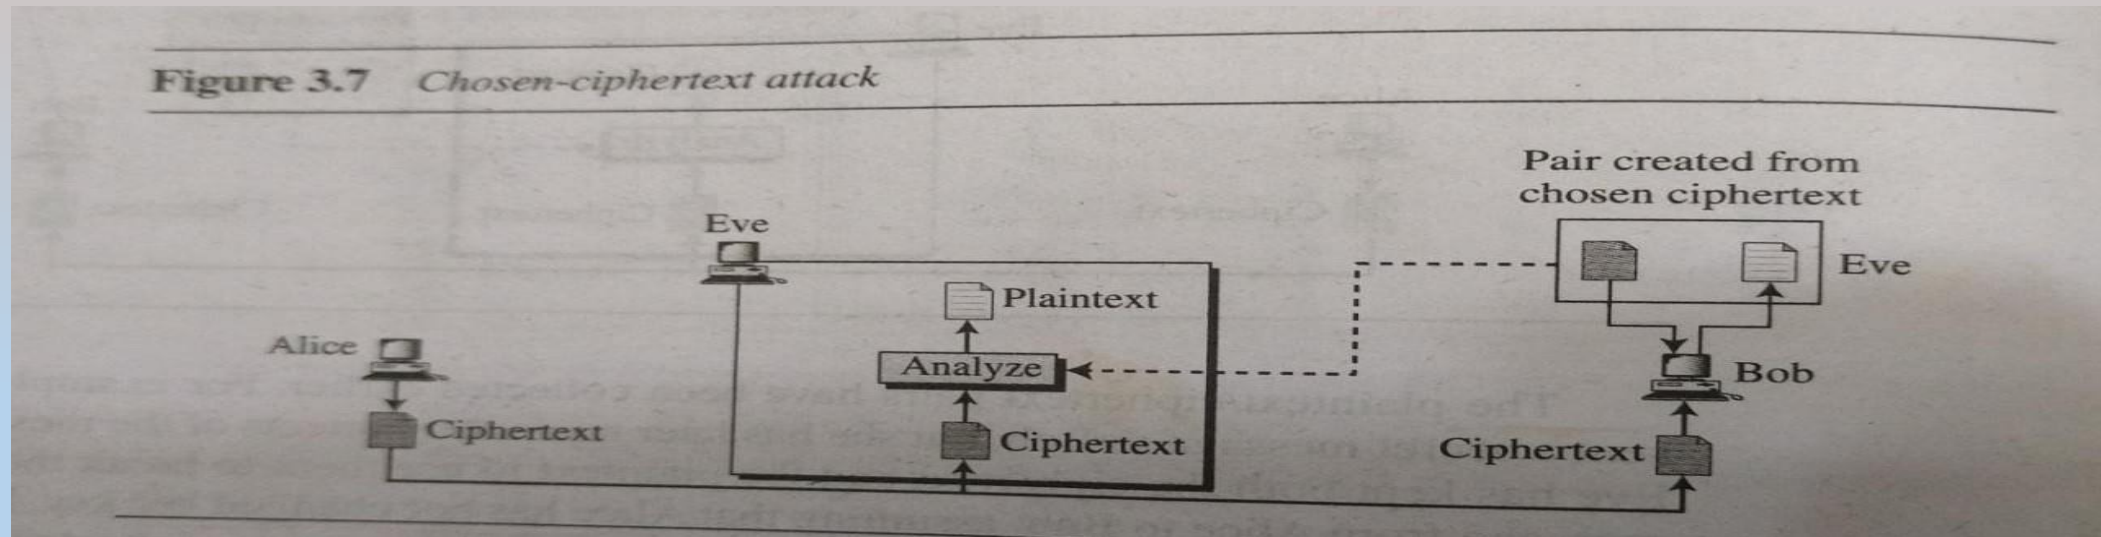 Figure 3.7 Chosen-ciphertext attack
Pair created from
chosen ciphertext
Eve
Eve
Plaintext
Alice
Analyze
Bob
Ciphertext
Ciphertext
Ciphertext